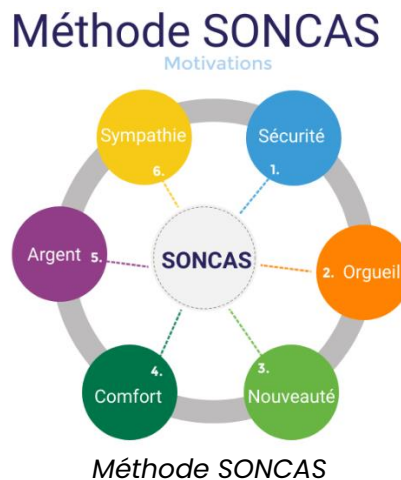 Méthode SONCAS
Motivations
Sympathie
6.
Sécurité
1.
Argent 5.
SONCAS
2. Orgueil
4.
Comfort
3.
Nouveauté
Méthode SONCAS